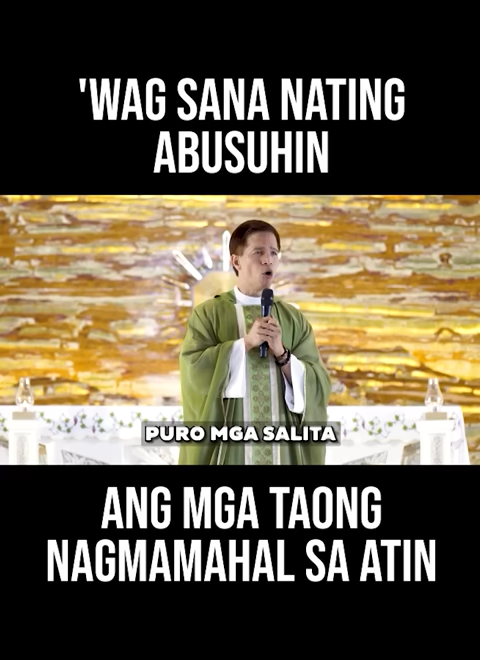 'WAG SANA NATING
ABUSUHIN
PURO MGA SALITA
ANG MGA TAONG
NAGMAMAHAL SA ATIN